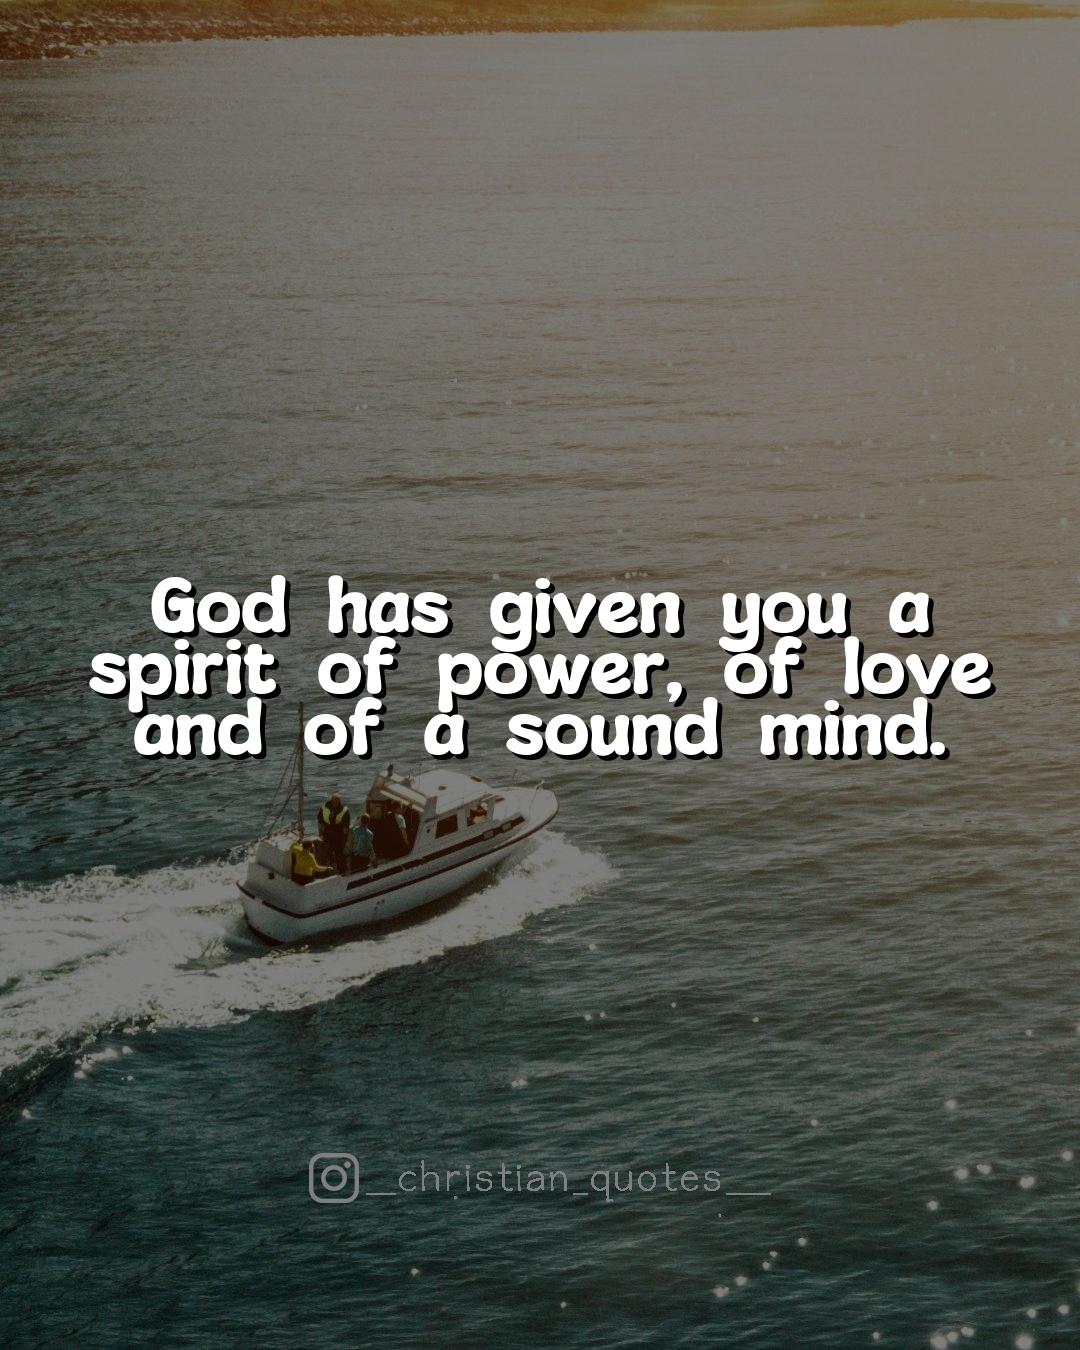 God has given you a
spirit of power, of love
and of a sound mind.
_christian_quotes__